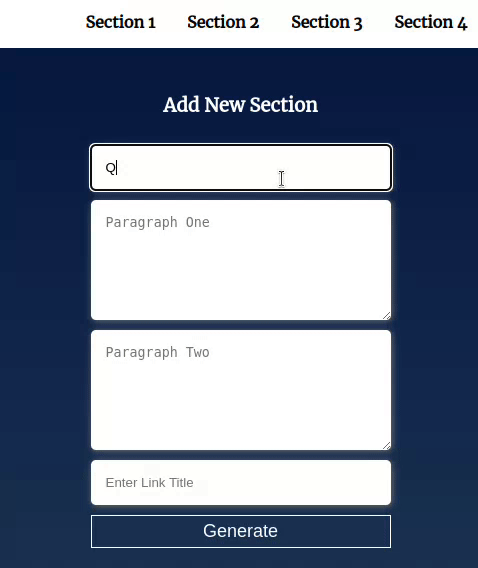 Section 1 Section 2 Section 3 Section 4
Add New Section
Q
Paragraph One
Paragraph Two
Enter Link Title
Generate